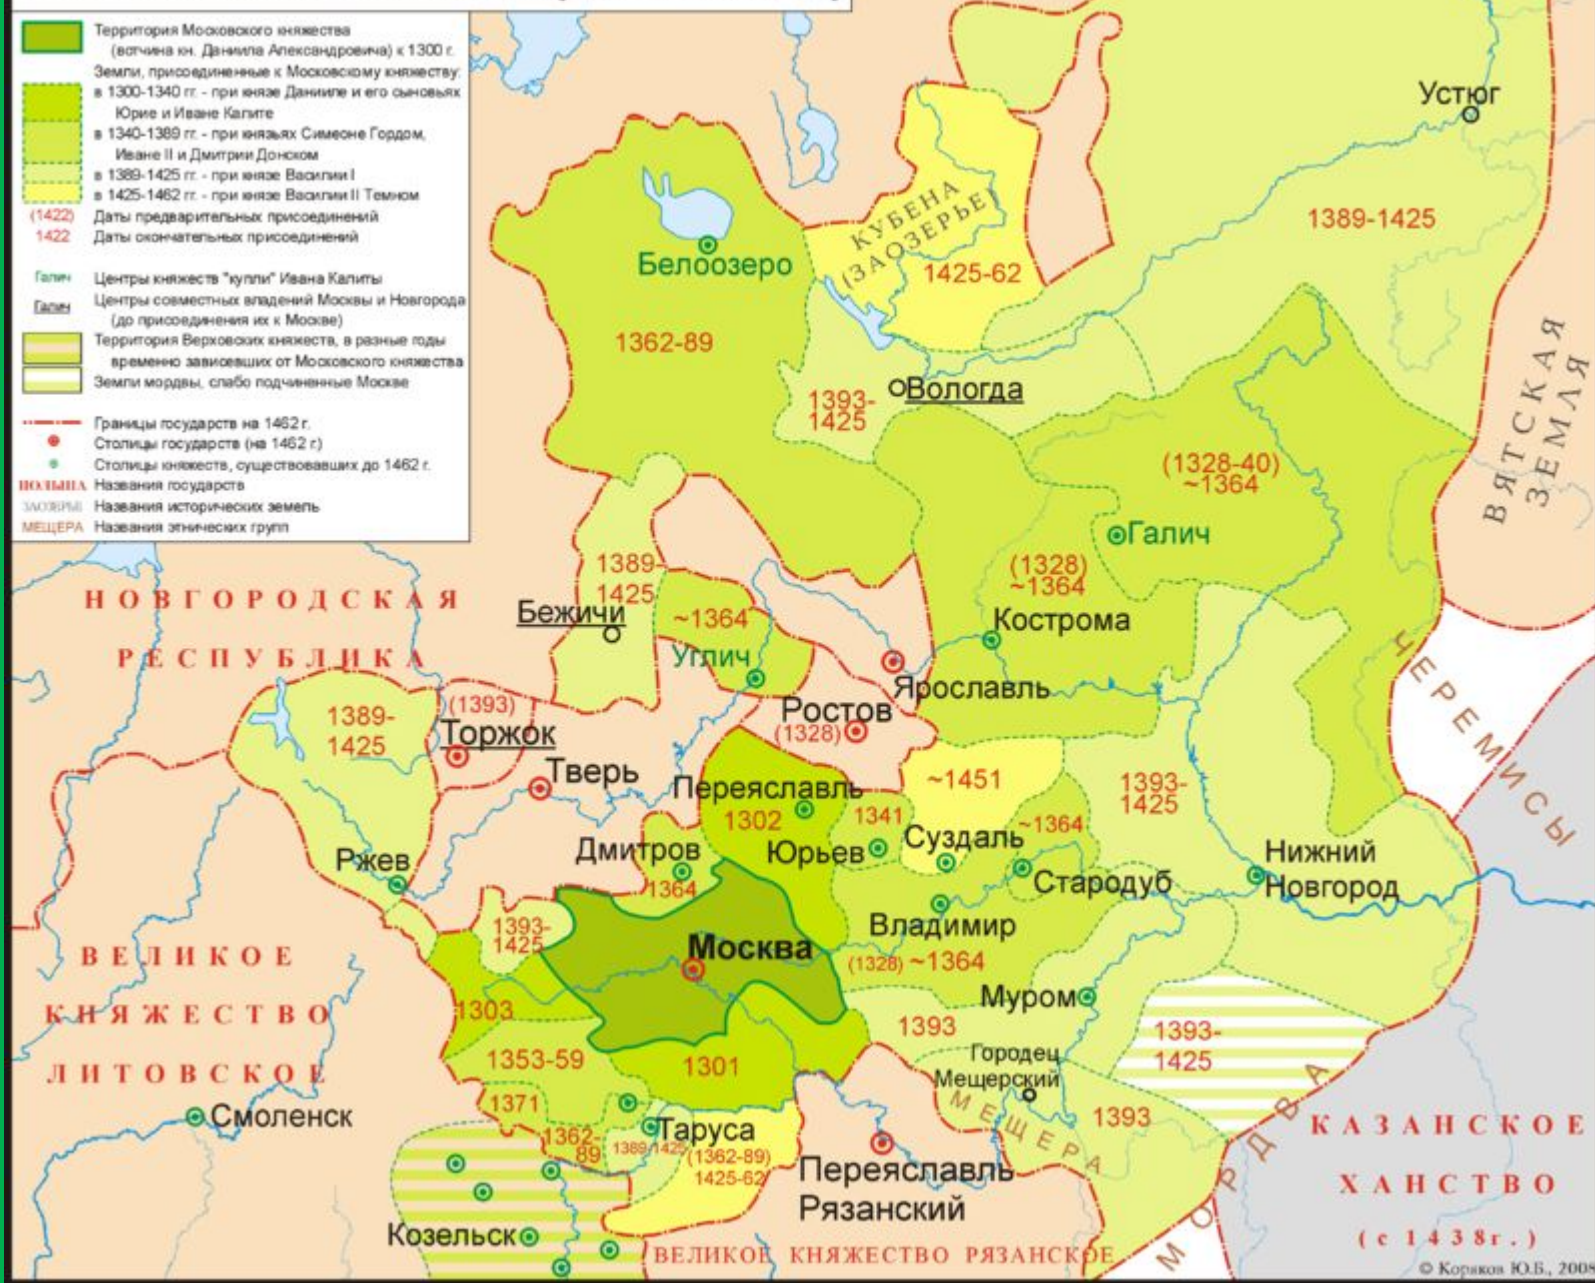 Территория Московского княжества
(вотчина кн. Даниила Александровича) к 1300 г.
Земли, присоединенные к Московскому княжеству:
в 1300-1340 гг. - при князе Данииле и его сыновьях
Юрие и Иване Калите
в 1340-1389 гг. - при князьях Симеоне Гордом,
Иване II и Дмитрии Донском
в 1389-1425 гг. - при князе Василии I
в 1425-1462 гг. - при князе Василии II Темном
(1422) Даты предварительных присоединений
1422 Даты окончательных присоединений
Галич Центры княжеств "купли" Ивана Калиты
Галич Центры совместных владений Москвы и Новгорода
(до присоединения их к Москве)
Территория Верховских княжеств, в разные годы
временно зависевших от Московского княжества
Земли мордвы, слабо подчиненные Москве
Границы государств на 1462 г.
Столицы государств (на 1462 г.)
Столицы княжеств, существовавших до 1462 г.
ПОЛЬША Названия государств
ЗАОЗЕРЬЕ Названия исторических земель
МЕЩЕРА Названия этнических групп
Устюг
1389-1425
КУБЕНА
(ЗАОЗЕРЬЕ)
1425-62
Белоозеро
1362-89
Вологда
1393-
1425
ВЯТСКАЯ
ЗЕМЛЯ
(1328-40)
~1364
Галич
(1328)
~1364
Кострома
1389-
1425
Бежичи
~1364
Углич
НОВГОРОДСКАЯ
РЕСПУБЛИКА
Ярославль
Ростов
(1328)
ЧЕРЕМИСЫ
1389-
1425
(1393)
Торжок
Тверь
Переяславль
1302
~1451
1393-
1425
1341
Юрьев
Суздаль
~1364
Стародуб
Дмитров
1364
Ржев
Нижний
Новгород
Владимир
(1328) ~1364
1393-
1425
Москва
ВЕЛИКОЕ
КНЯЖЕСТВО
ЛИТОВСКОЕ
1303
Муром
1393
1393-
1425
Городец
Мещерский
МЕЩЕРА
1393
1353-59
1301
1371
1362-
89
1389-1425
Таруса
(1362-89)
1425-62
Смоленск
Переяславль
Рязанский
МОРДВА
КАЗАНСКОЕ
ХАНСТВО
(с 1438г.)
Козельск
ВЕЛИКОЕ КНЯЖЕСТВО РЯЗАНСКОЕ
© Коряков Ю.Б., 2005